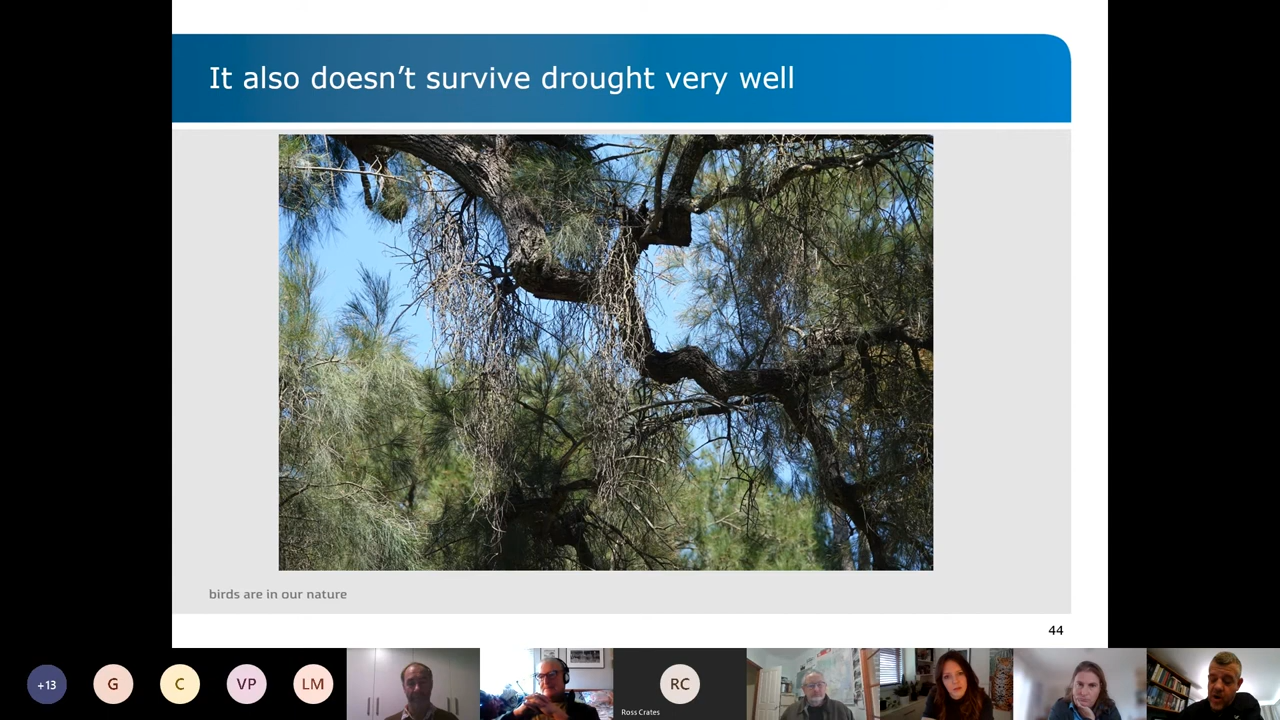 It also doesn’t survive drought very well
birds are in our nature
44
+13
G
C
VP
LM
RC
Ross Crates